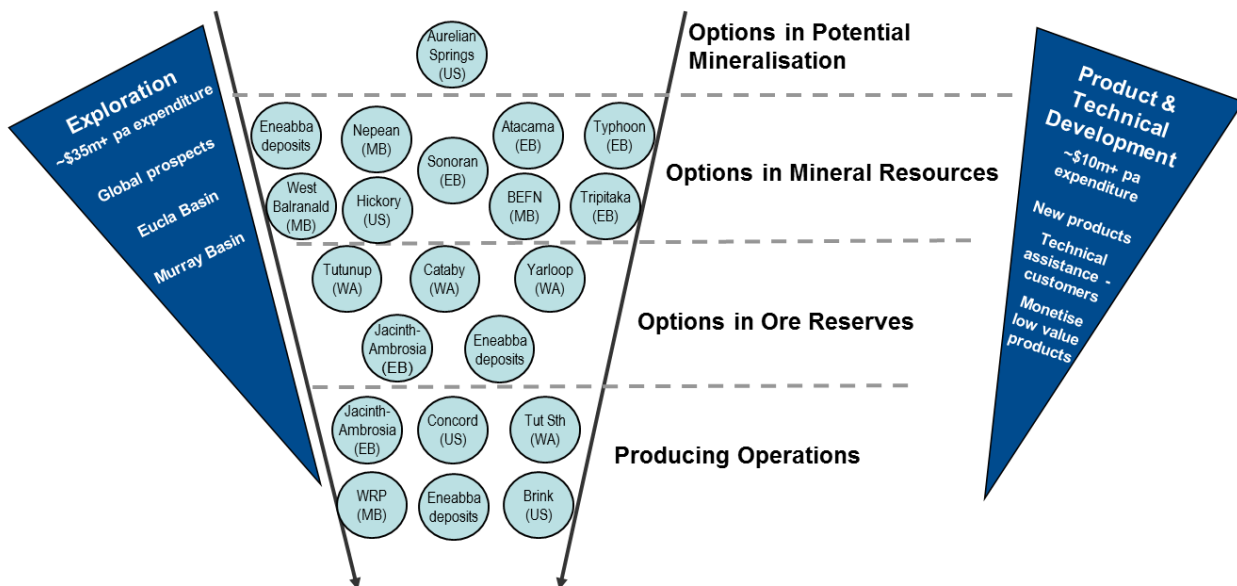 Exploration
~$35m+ pa expenditure
Global prospects
Eucla Basin
Murray Basin
Aurelian
Springs
(US)
Options in Potential
Mineralisation
Eneabba
deposits
Nepean
(MB)
Sonoran
(EB)
Atacama
(EB)
Typhoon
(EB)
West
Balranald
(MB)
Hickory
(US)
BEFN
(MB)
Tripitaka
(EB)
Options in Mineral Resources
Tutunup
(WA)
Cataby
(WA)
Yarloop
(WA)
Jacinth-
Ambrosia
(EB)
Eneabba
deposits
Options in Ore Reserves
Jacinth-
Ambrosia
(EB)
Concord
(US)
Tut Sth
(WA)
WRP
(MB)
Eneabba
deposits
Brink
(US)
Producing Operations
Product &
Technical
Development
~$10m+ pa
expenditure
New products
Technical
assistance -
customers
Monetise
low value
products